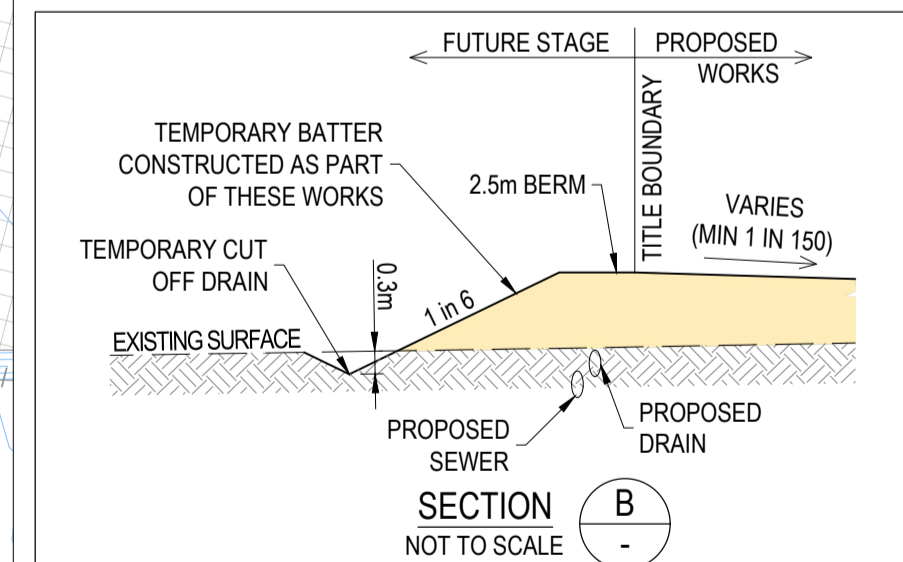 FUTURE STAGE
PROPOSED
WORKS
TITLE BOUNDARY
TEMPORARY BATTER
CONSTRUCTED AS PART
OF THESE WORKS
2.5m BERM
VARIES
(MIN 1 IN 150)
TEMPORARY CUT
OFF DRAIN
0.3m
1 in 6
EXISTING SURFACE
PROPOSED
SEWER
PROPOSED
DRAIN
SECTION
NOT TO SCALE
B
-